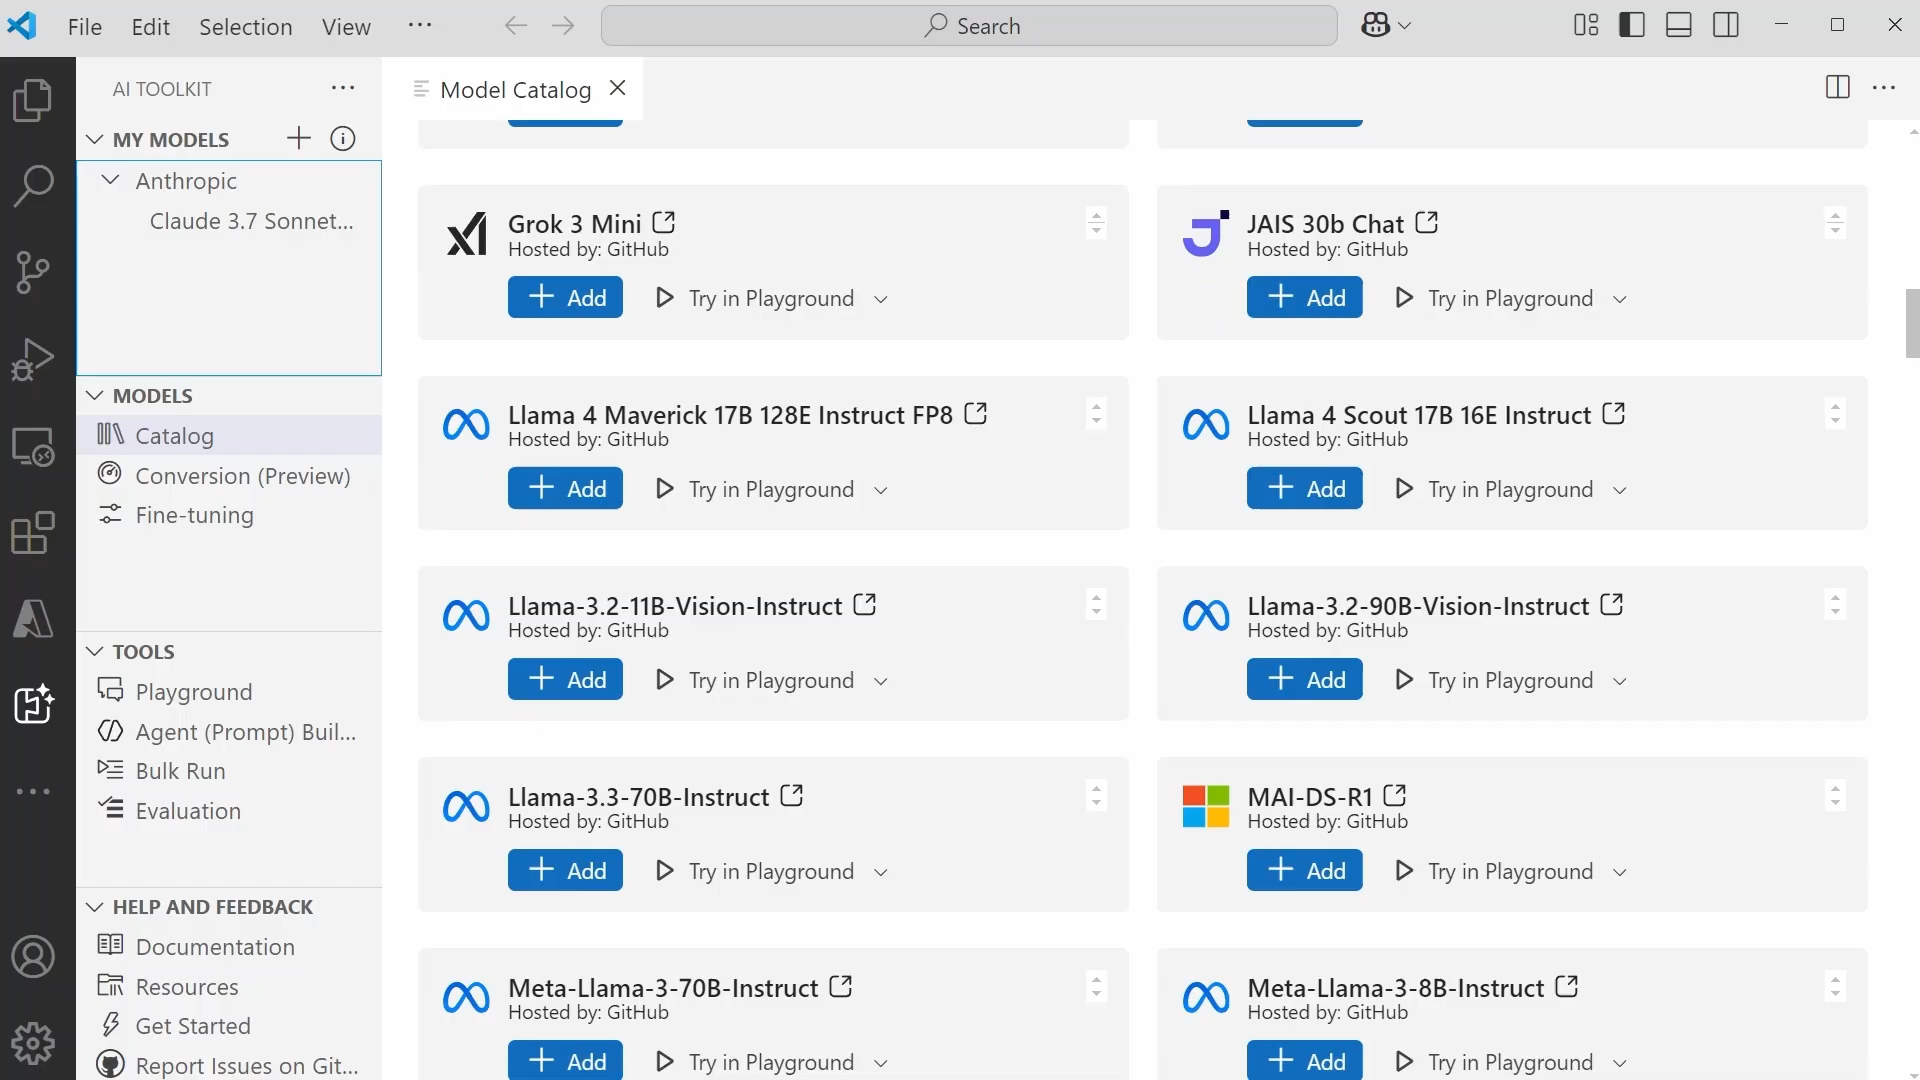 File Edit Selection View ...
Search
AI TOOLKIT
MY MODELS
Anthropic
Claude 3.7 Sonnet...
MODELS
Catalog
Conversion (Preview)
Fine-tuning
TOOLS
Playground
Agent (Prompt) Buil...
Bulk Run
Evaluation
HELP AND FEEDBACK
Documentation
Resources
Get Started
Report Issues on Git...
Model Catalog
Grok 3 Mini
Hosted by: GitHub
Add Try in Playground
JAIS 30b Chat
Hosted by: GitHub
Add Try in Playground
Llama 4 Maverick 17B 128E Instruct FP8
Hosted by: GitHub
Add Try in Playground
Llama 4 Scout 17B 16E Instruct
Hosted by: GitHub
Add Try in Playground
Llama-3.2-11B-Vision-Instruct
Hosted by: GitHub
Add Try in Playground
Llama-3.2-90B-Vision-Instruct
Hosted by: GitHub
Add Try in Playground
Llama-3.3-70B-Instruct
Hosted by: GitHub
Add Try in Playground
MAI-DS-R1
Hosted by: GitHub
Add Try in Playground
Meta-Llama-3-70B-Instruct
Hosted by: GitHub
Add Try in Playground
Meta-Llama-3-8B-Instruct
Hosted by: GitHub
Add Try in Playground